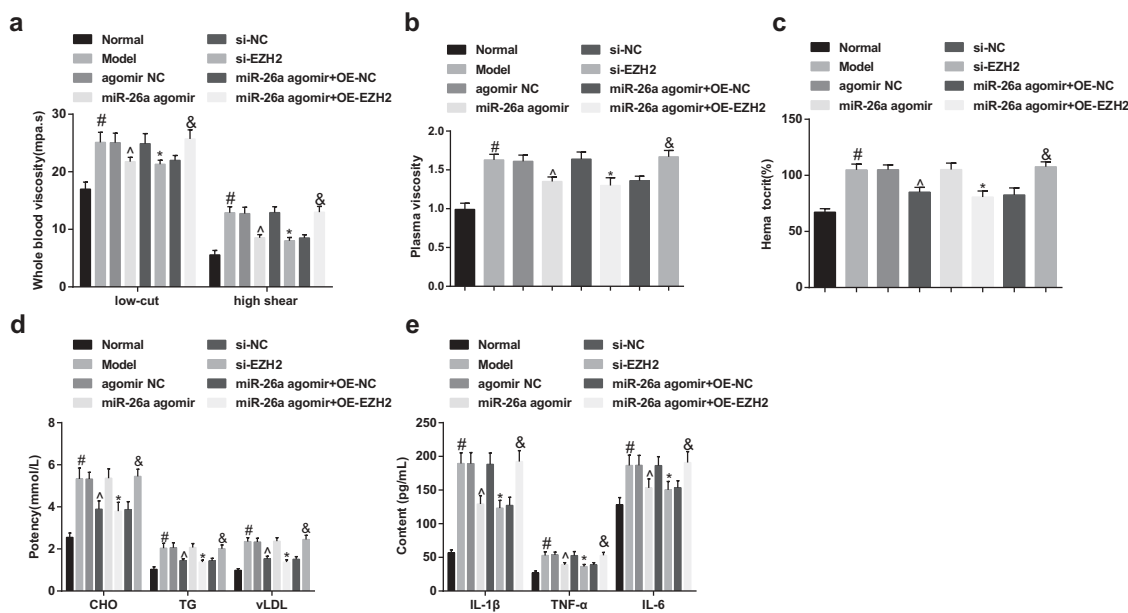 a
Normal
Model
agomir NC
miR-26a agomir
si-NC
si-EZH2
miR-26a agomir+OE-NC
miR-26a agomir+OE-EZH2
Whole blood viscosity(mpa.s)
30
20
10
0
# ^ * &
# ^ * &
low-cut high shear
b
Normal
Model
agomir NC
miR-26a agomir
si-NC
si-EZH2
miR-26a agomir+OE-NC
miR-26a agomir+OE-EZH2
Plasma viscosity
2.0
1.5
1.0
0.5
0.0
# ^ * &
c
Normal
Model
agomir NC
miR-26a agomir
si-NC
si-EZH2
miR-26a agomir+OE-NC
miR-26a agomir+OE-EZH2
Hema tocrit(%)
150
100
50
0
# ^ * &
d
Normal
Model
agomir NC
miR-26a agomir
si-NC
si-EZH2
miR-26a agomir+OE-NC
miR-26a agomir+OE-EZH2
Potency(mmol/L)
8
6
4
2
0
# ^ * &
# ^ * &
# ^ * &
CHO TG vLDL
e
Normal
Model
agomir NC
miR-26a agomir
si-NC
si-EZH2
miR-26a agomir+OE-NC
miR-26a agomir+OE-EZH2
Content (pg/mL)
250
200
150
100
50
0
# ^ * &
# ^ * &
# ^ * &
IL-1β TNF-α IL-6